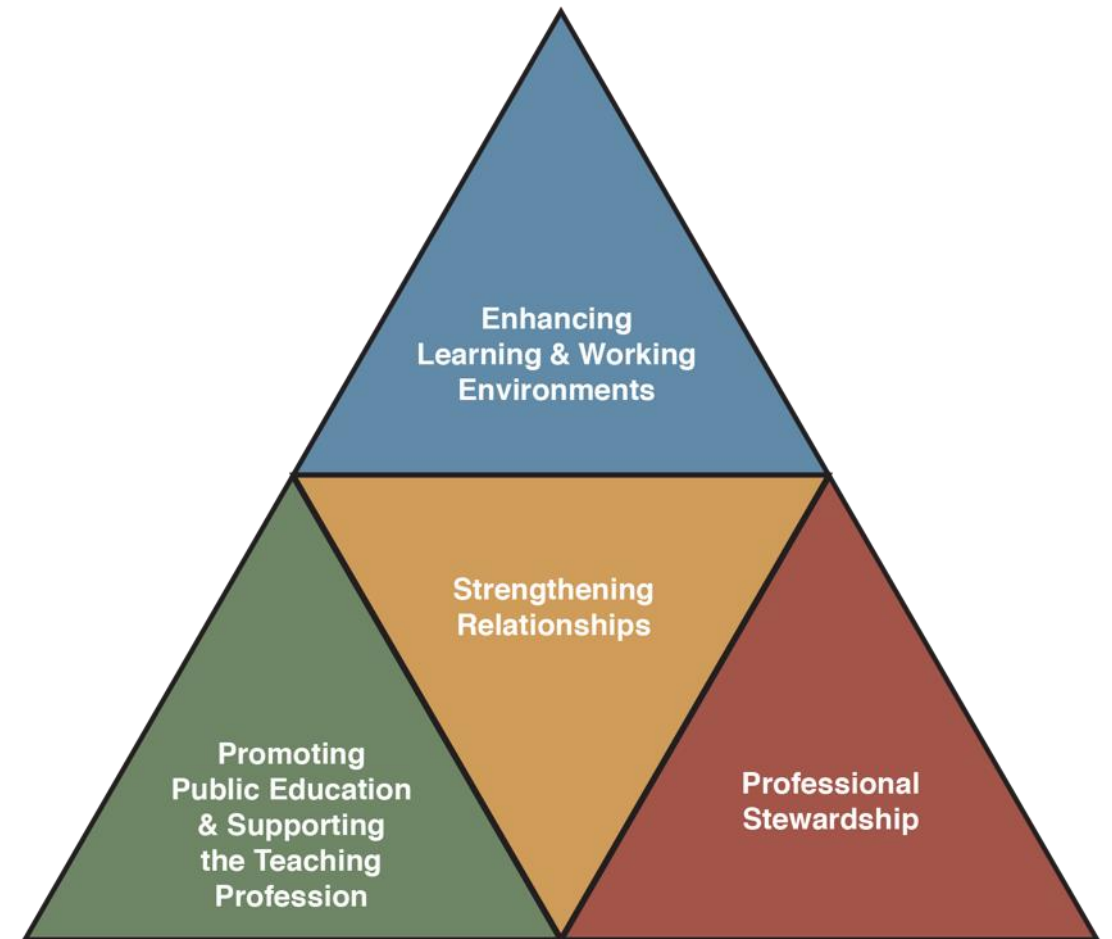 Enhancing
Learning & Working
Environments
Strengthening
Relationships
Promoting
Public Education
& Supporting
the Teaching
Profession
Professional
Stewardship